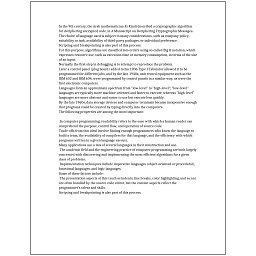 In the 9th century, the Arab mathematician Al-Kindi described a cryptographic algorithm
for deciphering encrypted code, in A Manuscript on Deciphering Cryptographic Messages.
The choice of language used is subject to many considerations, such as company policy,
suitability to task, availability of third-party packages, or individual preference.
Scripting and breakpointing is also part of this process.
For this purpose, algorithms are classified into orders using so-called Big O notation, which
expresses resource use, such as execution time or memory consumption, in terms of the size
of an input.
Normally the first step in debugging is to attempt to reproduce the problem.
Later a control panel (plug board) added to his 1906 Type I Tabulator allowed it to be
programmed for different jobs, and by the late 1940s, unit record equipment such as the
IBM 602 and IBM 604, were programmed by control panels in a similar way, as were the
first electronic computers.
Languages form an approximate spectrum from "low-level" to "high-level"; "low-level"
languages are typically more machine-oriented and faster to execute, whereas "high-level"
languages are more abstract and easier to use but execute less quickly.
By the late 1960s, data storage devices and computer terminals became inexpensive enough
that programs could be created by typing directly into the computers.
The following properties are among the most important:
In computer programming, readability refers to the ease with which a human reader can
comprehend the purpose, control flow, and operation of source code.
Trade-offs from this ideal involve finding enough programmers who know the language to
build a team, the availability of compilers for that language, and the efficiency with which
programs written in a given language execute.
Many applications use a mix of several languages in their construction and use.
The academic field and the engineering practice of computer programming are both largely
concerned with discovering and implementing the most efficient algorithms for a given
class of problems.
Implementation techniques include imperative languages (object-oriented or procedural),
functional languages, and logic languages.
Some of these factors include:
The presentation aspects of this (such as indents, line breaks, color highlighting, and so on)
are often handled by the source code editor, but the content aspects reflect the
programmer's talent and skills.
Scripting and breakpointing is also part of this process.